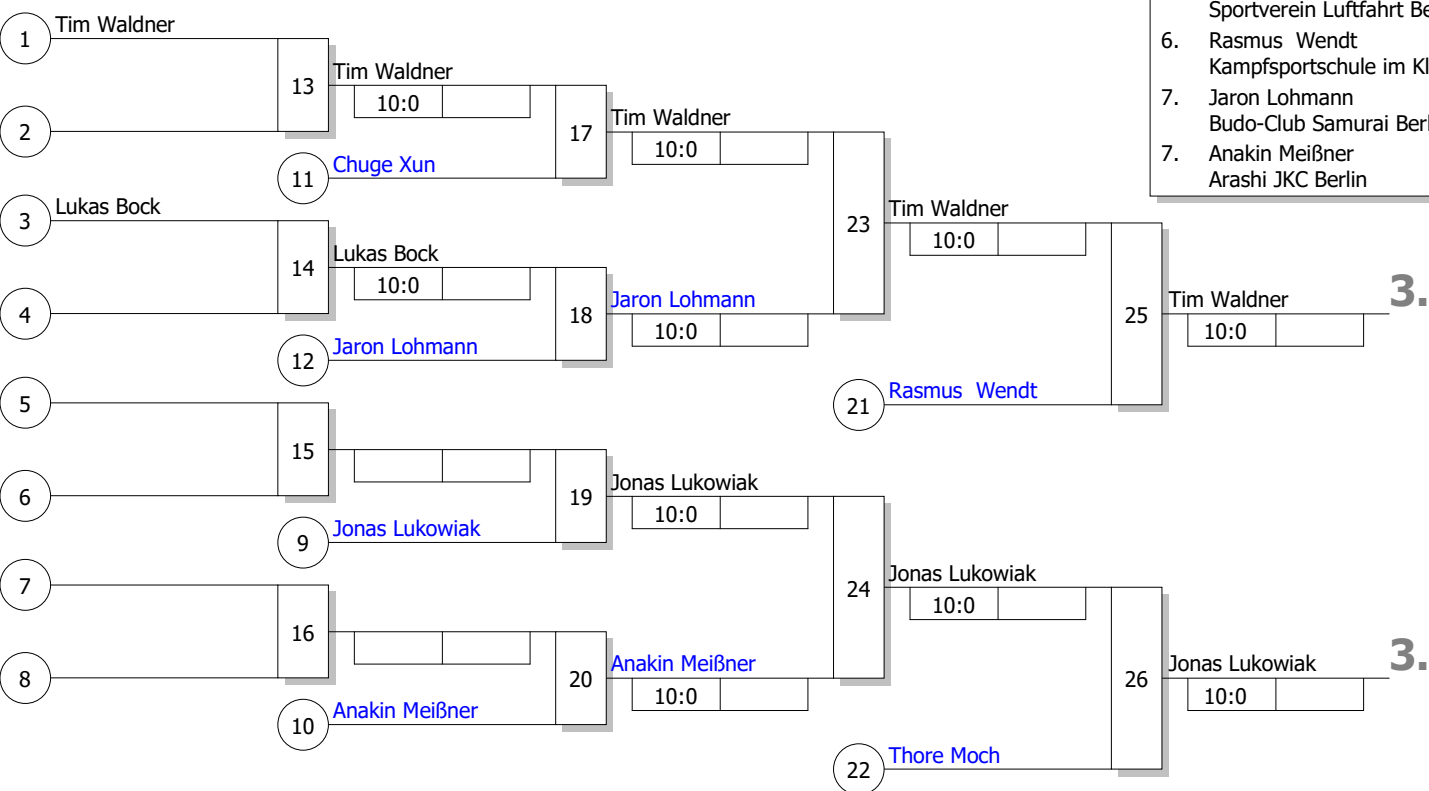 Sportverein Luftfahrt Be
6. Rasmus Wendt
Kampfsportschule im Kl
7. Jaron Lohmann
Budo-Club Samurai Berl
7. Anakin Meißner
Arashi JKC Berlin
1 Tim Waldner
13 Tim Waldner
10:0
2
17 Tim Waldner
10:0
11 Chuge Xun
3 Lukas Bock
23 Tim Waldner
10:0
14 Lukas Bock
10:0
4
18 Jaron Lohmann
10:0
12 Jaron Lohmann
25 Tim Waldner 3.
10:0
5
21 Rasmus Wendt
15
6
19 Jonas Lukowiak
10:0
9 Jonas Lukowiak
7
24 Jonas Lukowiak
10:0
16
8
20 Anakin Meißner
10:0
10 Anakin Meißner
26 Jonas Lukowiak 3.
10:0
22 Thore Moch